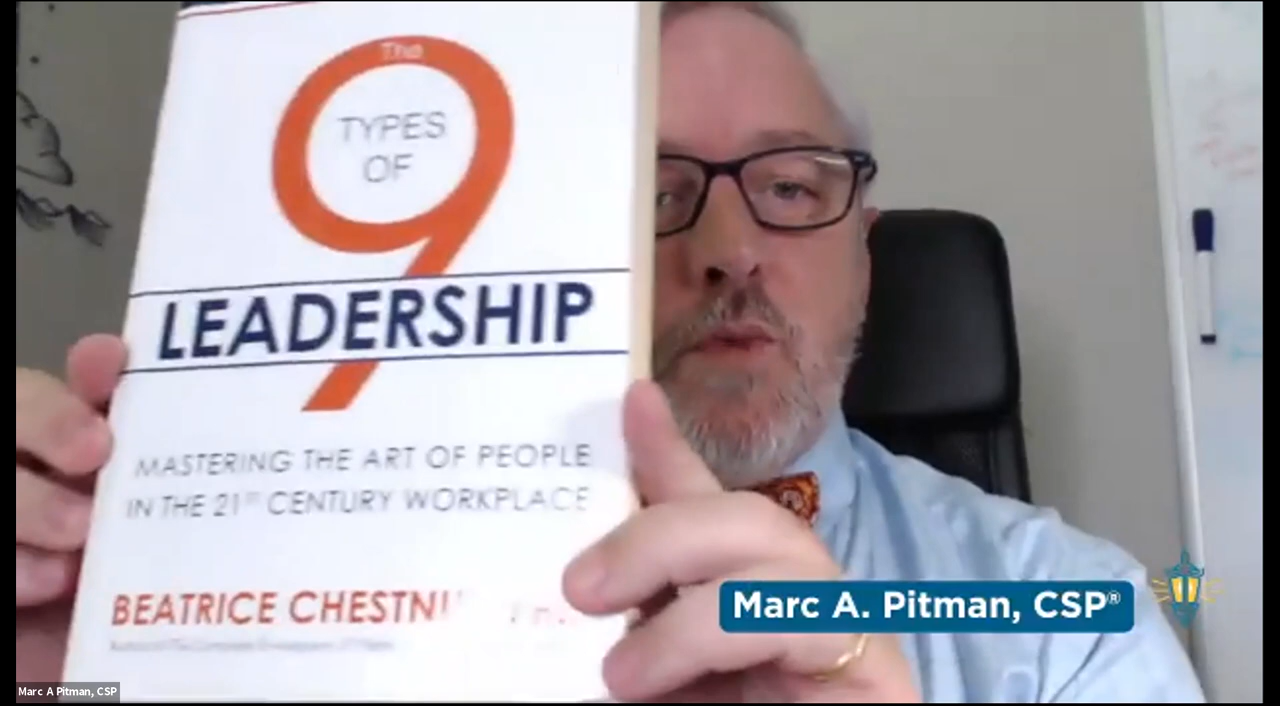 The
9
TYPES
OF
LEADERSHIP
MASTERING THE ART OF PEOPLE
IN THE 21ST CENTURY WORKPLACE
BEATRICE
Marc A. Pitman, CSP®
Marc A Pitman, CSP